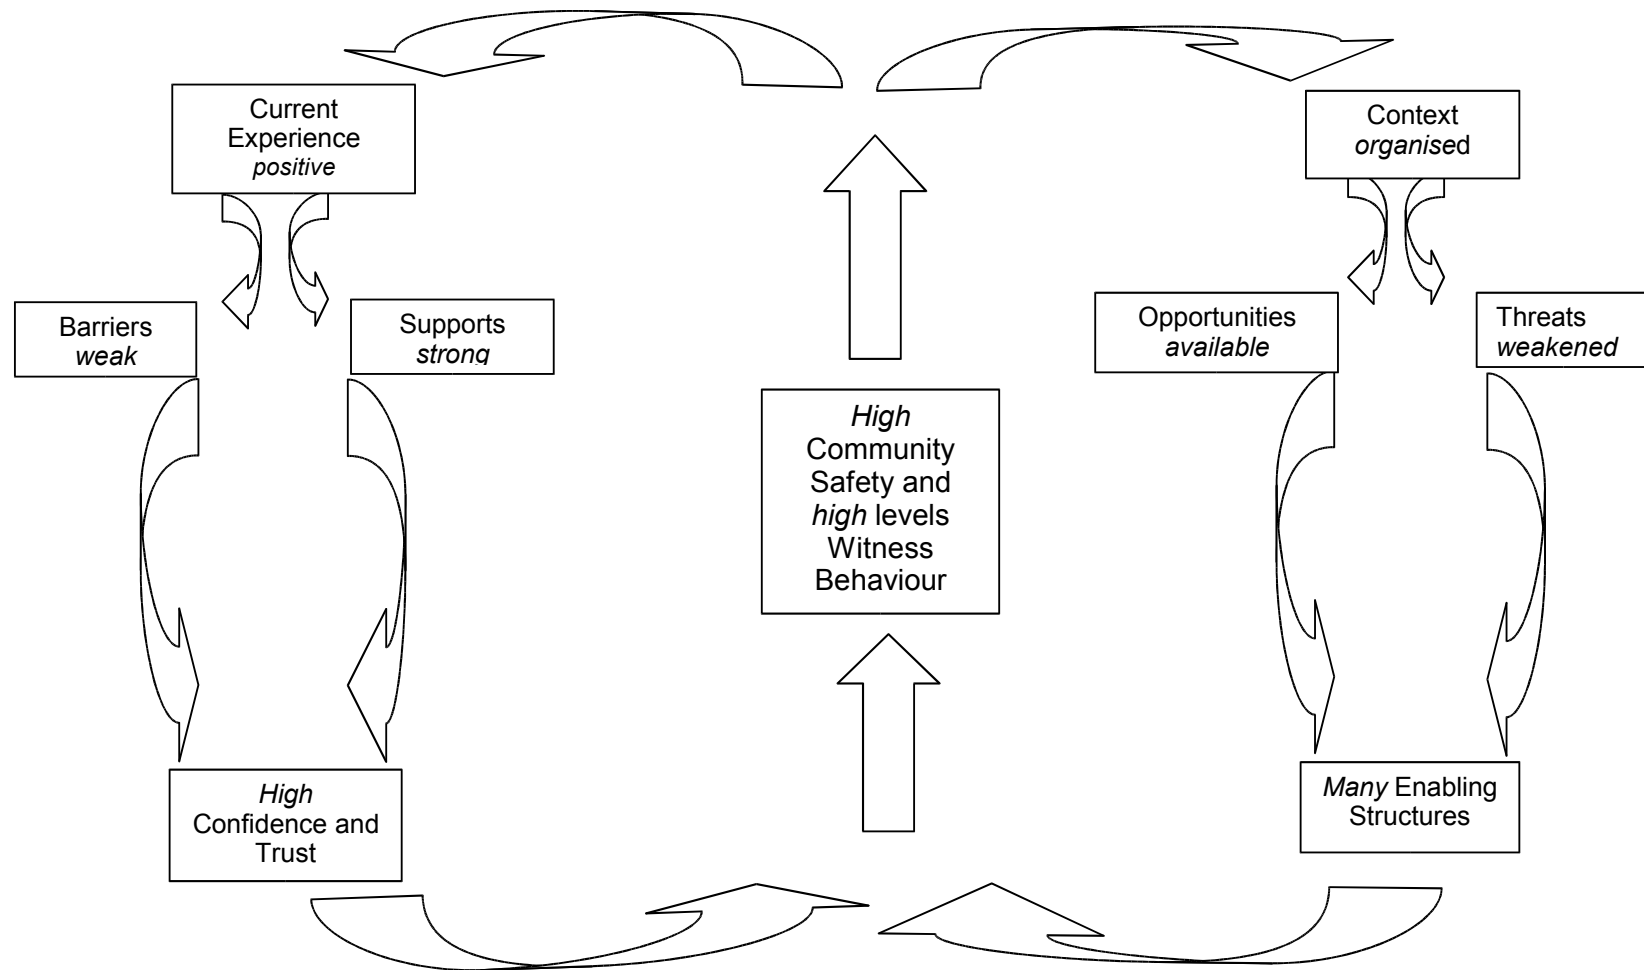 Current
Experience
positive
Context
organised
Barriers
weak
Supports
strong
Opportunities
available
Threats
weakened
High
Community
Safety and
high levels
Witness
Behaviour
High
Confidence and
Trust
Many Enabling
Structures